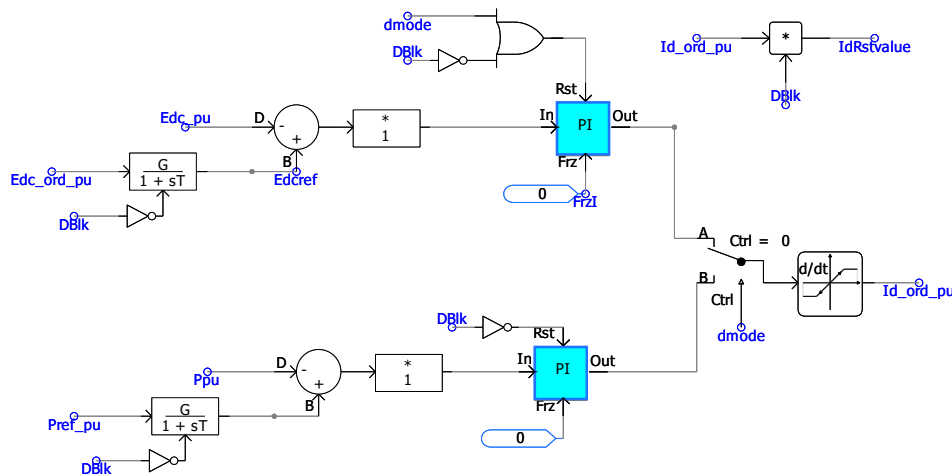 dmode
DBlk
Id_ord_pu
*
IdRstvalue
DBlk
Rst
Edc_pu
D
-
+
*
1
In
PI
Out
Frz
B
Edcref
G
1 + sT
Edc_ord_pu
0
FrzI
DBlk
A
Ctrl = 0
d/dt
B
Ctrl
Id_ord_pu
dmode
DBlk
Rst
Ppu
D
-
+
*
1
In
PI
Out
Frz
B
G
1 + sT
Pref_pu
0
DBlk